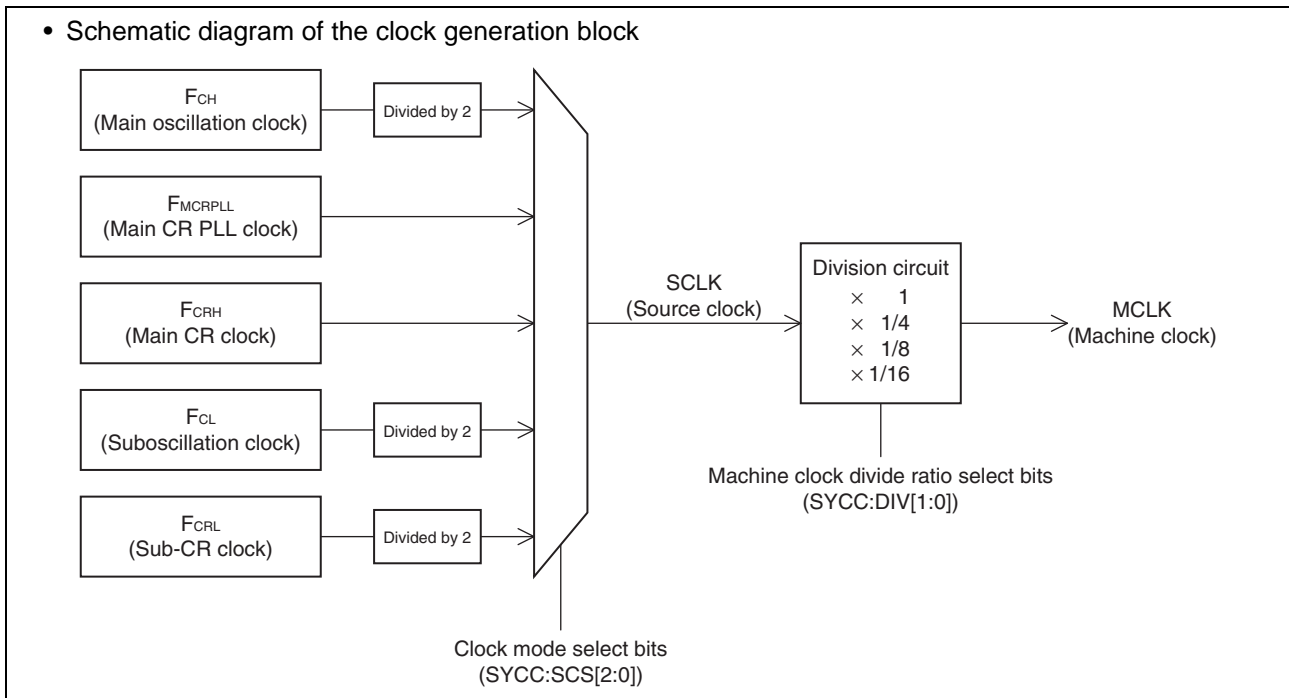 • Schematic diagram of the clock generation block
FCH
(Main oscillation clock)
Divided by 2
FMCRPLL
(Main CR PLL clock)
FCRH
(Main CR clock)
FCL
(Suboscillation clock)
Divided by 2
FCRL
(Sub-CR clock)
Divided by 2
SCLK
(Source clock)
Division circuit
× 1
× 1/4
× 1/8
× 1/16
MCLK
(Machine clock)
Machine clock divide ratio select bits
(SYCC:DIV[1:0])
Clock mode select bits
(SYCC:SCS[2:0])